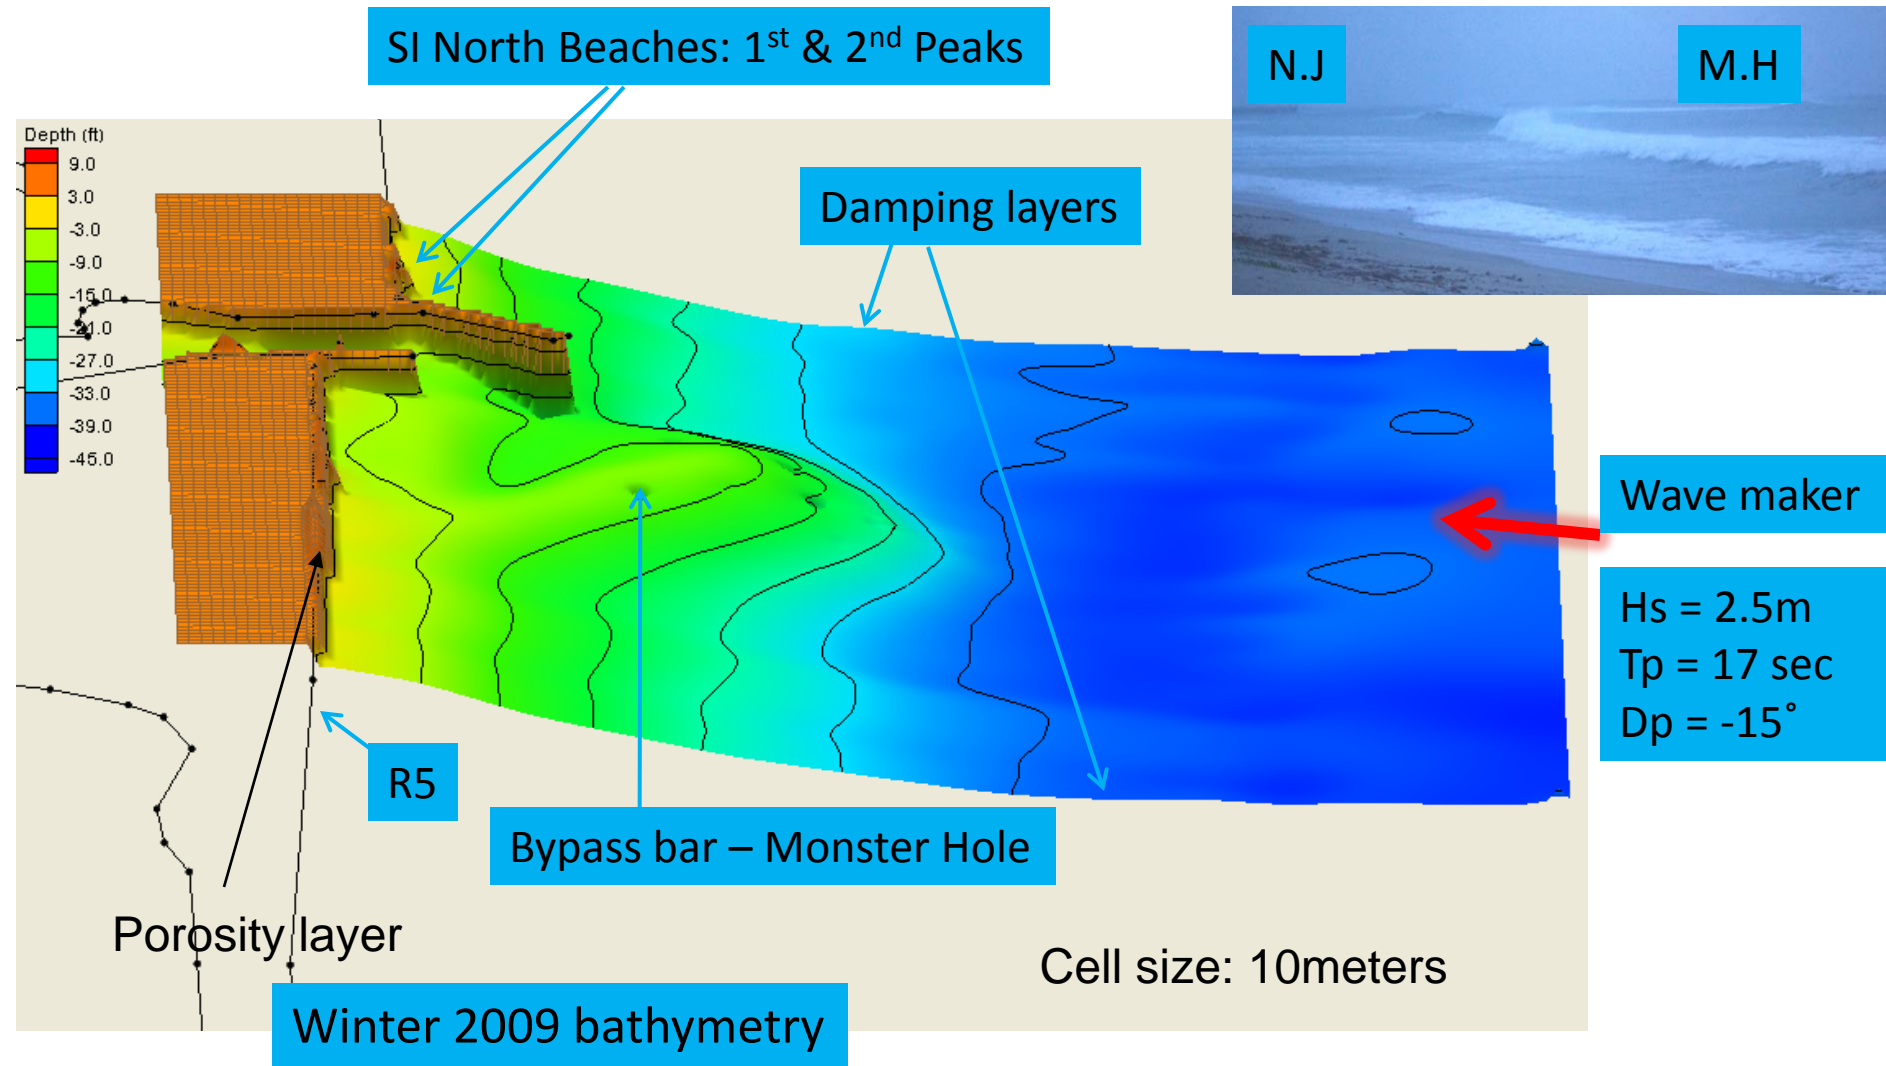 SI North Beaches: 1st & 2nd Peaks
N.J
M.H
Depth (ft)
9.0
3.0
-3.0
-9.0
-15.0
-21.0
-27.0
-33.0
-39.0
-45.0
Damping layers
Wave maker
Hs = 2.5m
Tp = 17 sec
Dp = -15˚
R5
Bypass bar – Monster Hole
Porosity layer
Cell size: 10meters
Winter 2009 bathymetry